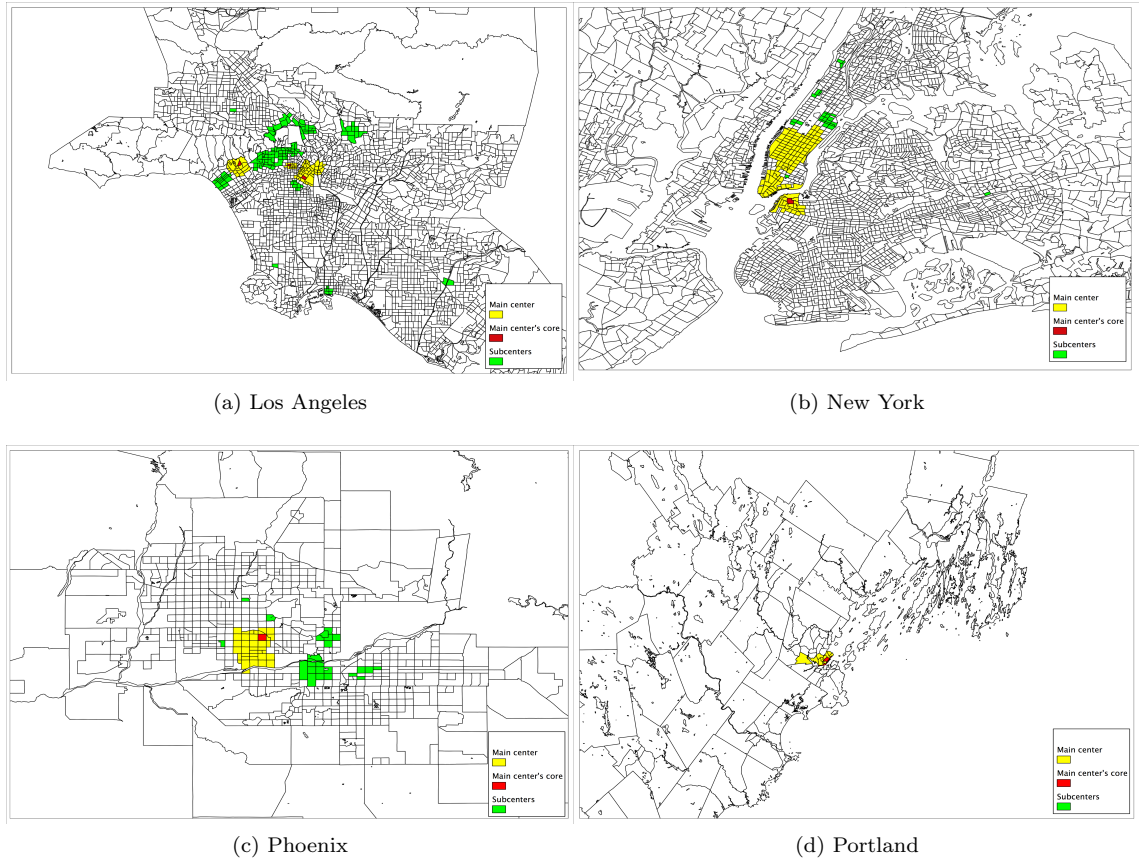 Main center
Main center's core
Subcenters
(a) Los Angeles
Main center
Main center's core
Subcenters
(b) New York
Main center
Main center's core
Subcenters
(c) Phoenix
Main center
Main center's core
Subcenters
(d) Portland